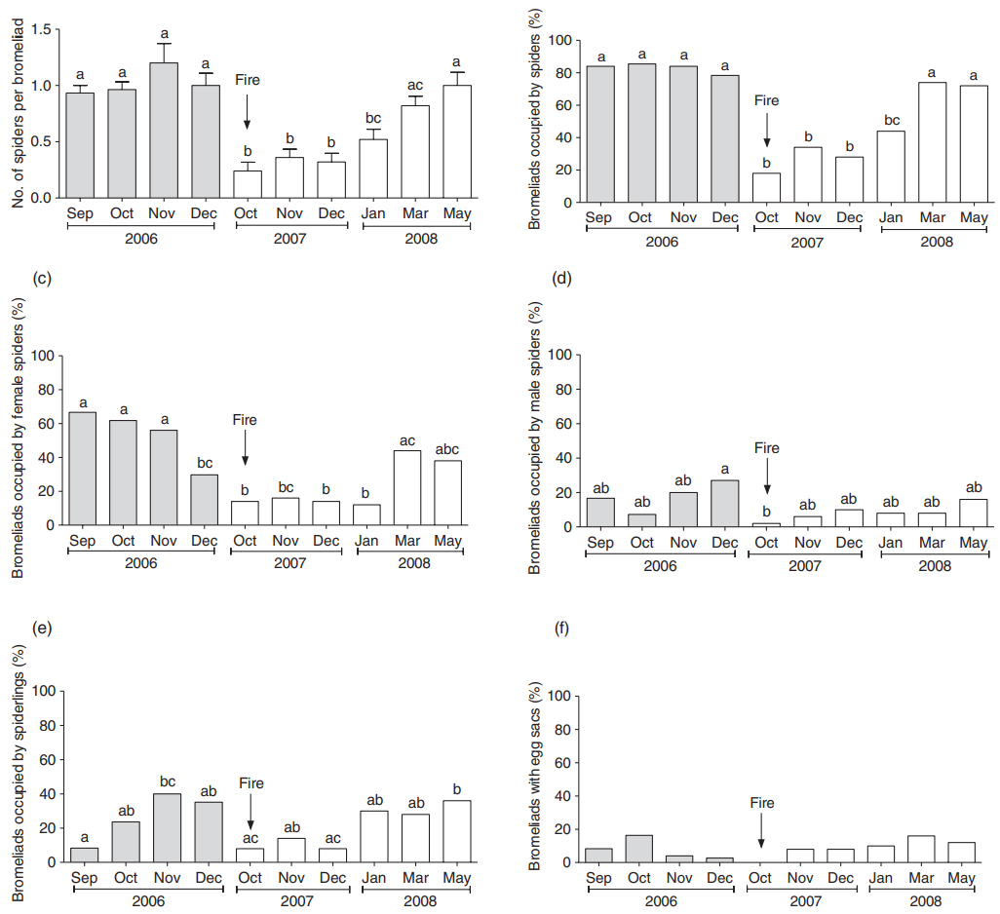 No. of spiders per bromeliad
1.5
1.0
0.5
0.0
a
a
a
a
Fire
b
b
b
bc
ac
a
Sep Oct Nov Dec Oct Nov Dec Jan Mar May
2006 2007 2008
Bromeliads occupied by spiders (%)
100
80
60
40
20
0
a
a
a
a
Fire
b
b
b
bc
a
a
Sep Oct Nov Dec Oct Nov Dec Jan Mar May
2006 2007 2008
(c)
Bromeliads occupied by female spiders (%)
100
80
60
40
20
0
a
a
a
bc
Fire
b
bc
b
b
ac
abc
Sep Oct Nov Dec Oct Nov Dec Jan Mar May
2006 2007 2008
(d)
Bromeliads occupied by male spiders (%)
100
80
60
40
20
0
ab
ab
ab
a
Fire
b
ab
ab
ab
ab
ab
Sep Oct Nov Dec Oct Nov Dec Jan Mar May
2006 2007 2008
(e)
Bromeliads occupied by spiderlings (%)
100
80
60
40
20
0
a
ab
bc
ab
Fire
ac
ab
ac
ab
ab
b
Sep Oct Nov Dec Oct Nov Dec Jan Mar May
2006 2007 2008
(f)
Bromeliads with egg sacs (%)
100
80
60
40
20
0
Fire
Sep Oct Nov Dec Oct Nov Dec Jan Mar May
2006 2007 2008